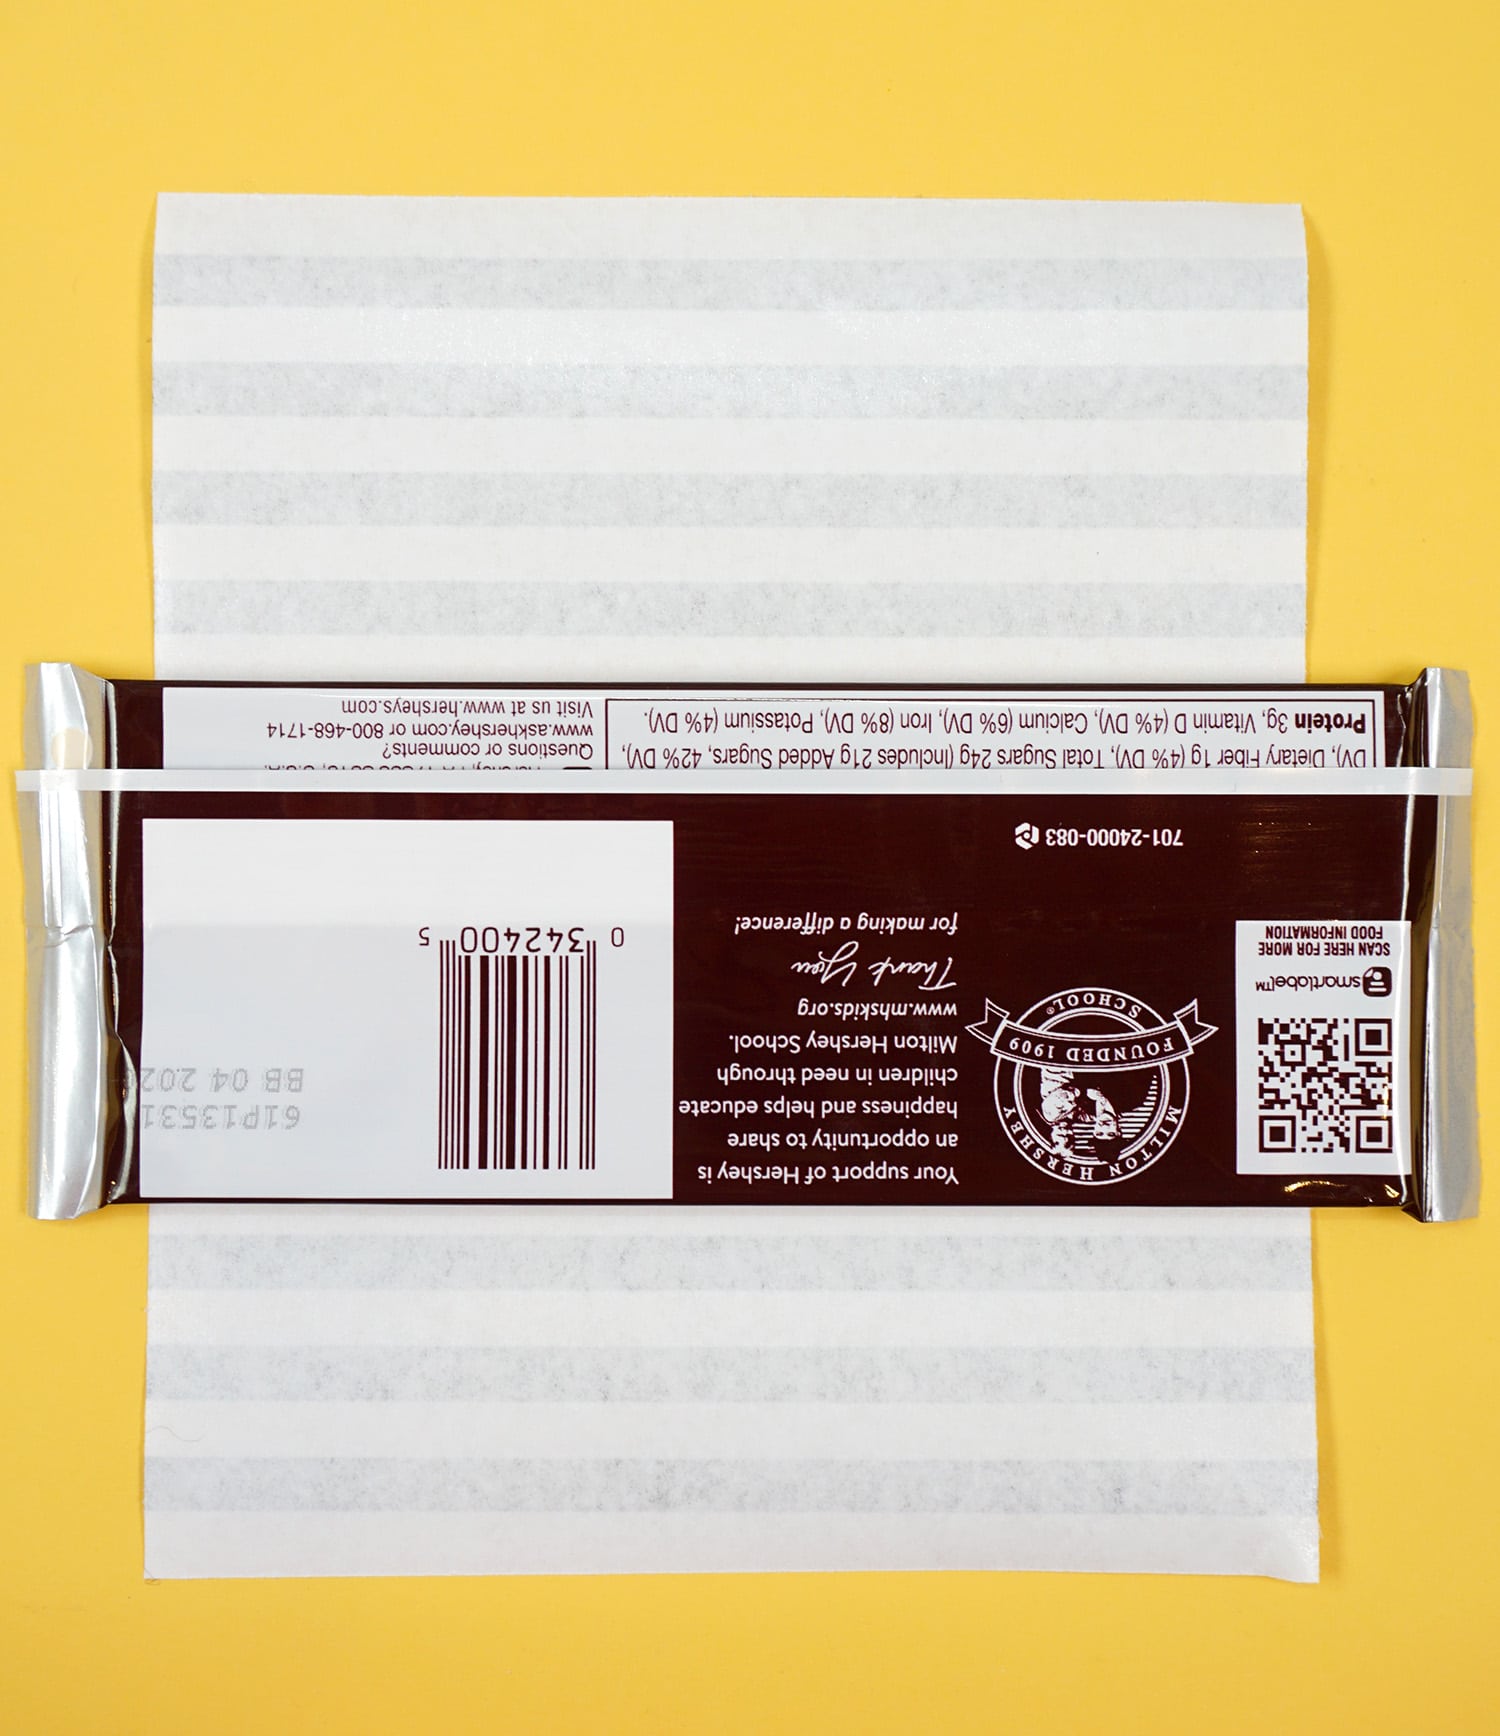 SCAN HERE FOR MORE
FOOD INFORMATION
smartlabel™
MILTON HERSHEY
FOUNDED 1909
SCHOOL®
Your support of Hershey is
an opportunity to share
happiness and helps educate
children in need through
Milton Hershey School.
www.mhskids.org
Thank You
for making a difference!
701-24000-083
0 342400 5
61P13531
BB 04 202
DV), Dietary Fiber 1g (4% DV), Total Sugars 24g (Includes 21g Added Sugars, 42% DV),
Protein 3g, Vitamin D (4% DV), Calcium (6% DV), Iron (8% DV), Potassium (4% DV).
Questions or comments?
www.askhershey.com or 800-468-1714
Visit us at www.hersheys.com